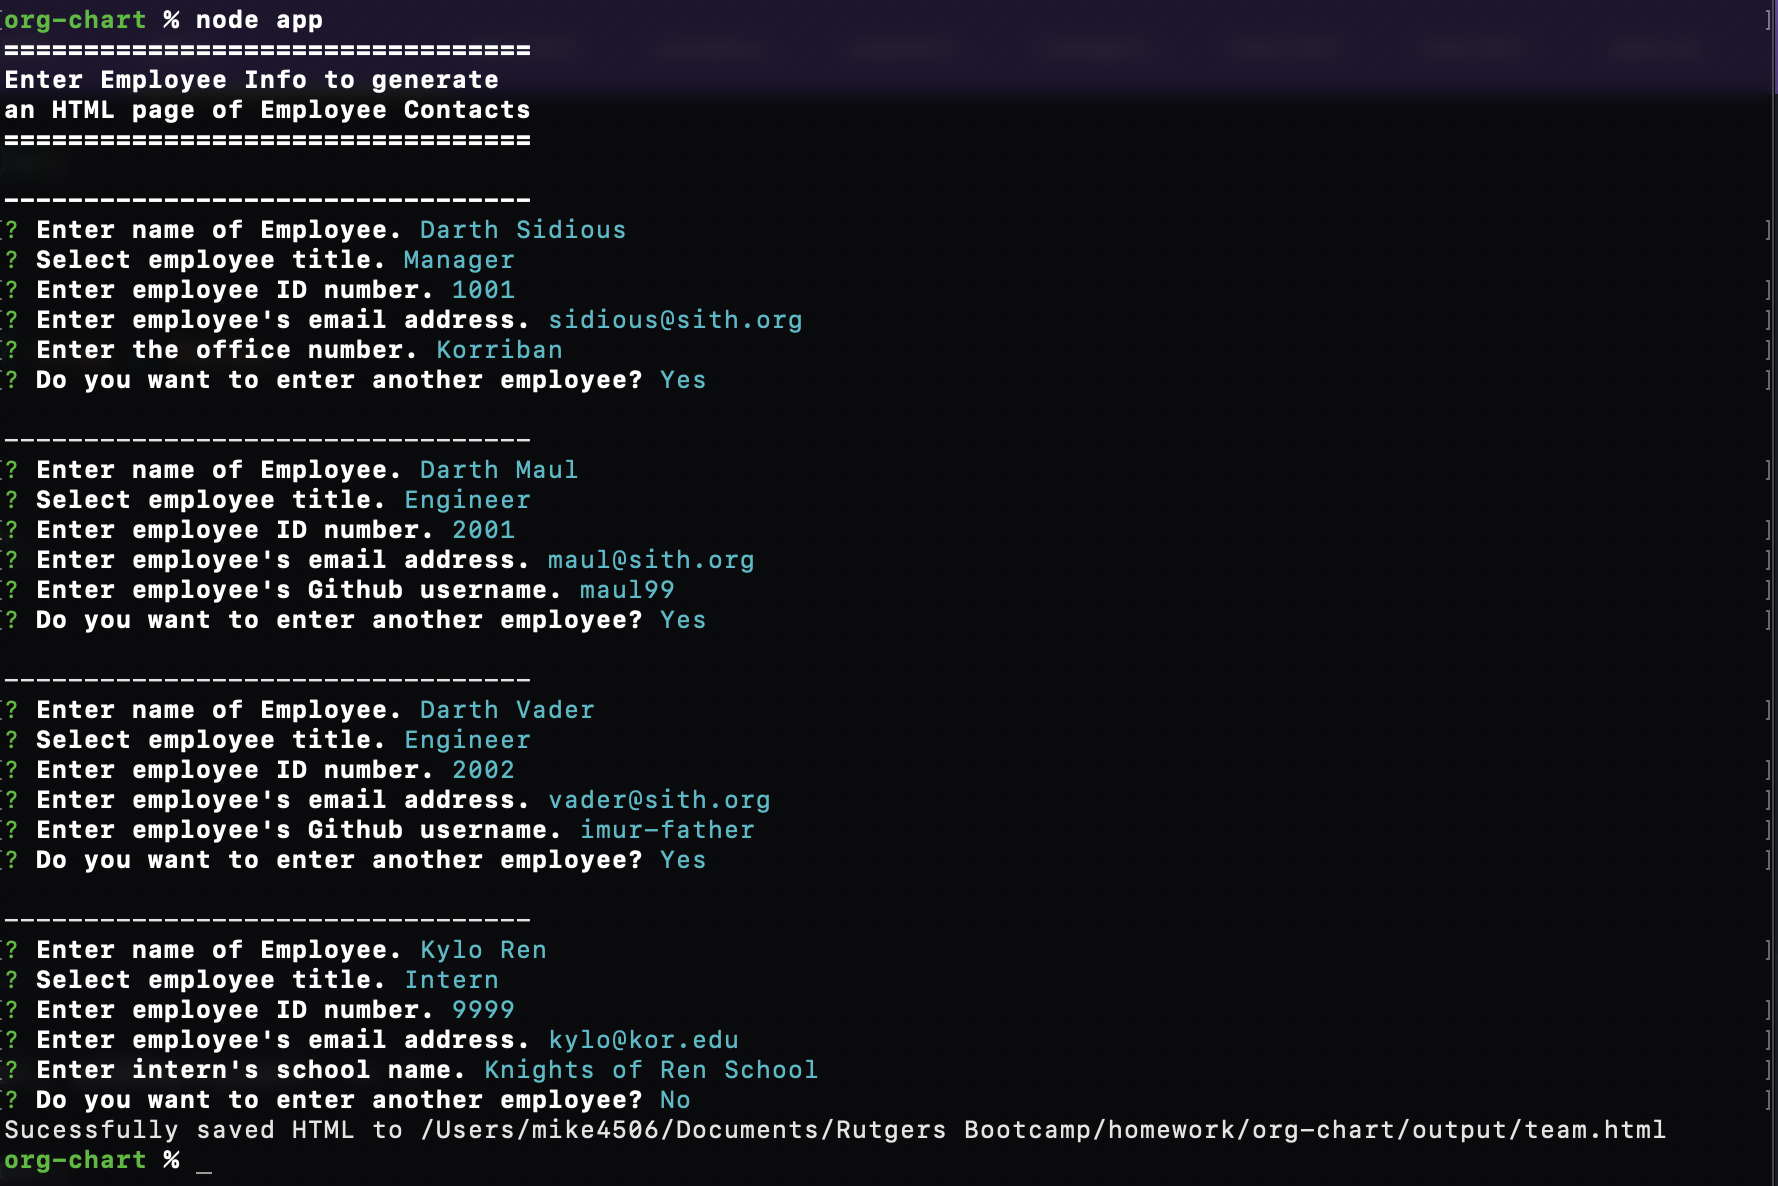 org-chart % node app
=================================
Enter Employee Info to generate
an HTML page of Employee Contacts
=================================
---------------------------------
? Enter name of Employee. Darth Sidious
? Select employee title. Manager
? Enter employee ID number. 1001
? Enter employee's email address. sidious@sith.org
? Enter the office number. Korriban
? Do you want to enter another employee? Yes
---------------------------------
? Enter name of Employee. Darth Maul
? Select employee title. Engineer
? Enter employee ID number. 2001
? Enter employee's email address. maul@sith.org
? Enter employee's Github username. maul99
? Do you want to enter another employee? Yes
---------------------------------
? Enter name of Employee. Darth Vader
? Select employee title. Engineer
? Enter employee ID number. 2002
? Enter employee's email address. vader@sith.org
? Enter employee's Github username. imur-father
? Do you want to enter another employee? Yes
---------------------------------
? Enter name of Employee. Kylo Ren
? Select employee title. Intern
? Enter employee ID number. 9999
? Enter employee's email address. kylo@kor.edu
? Enter intern's school name. Knights of Ren School
? Do you want to enter another employee? No
Sucessfully saved HTML to /Users/mike4506/Documents/Rutgers Bootcamp/homework/org-chart/output/team.html
org-chart % _